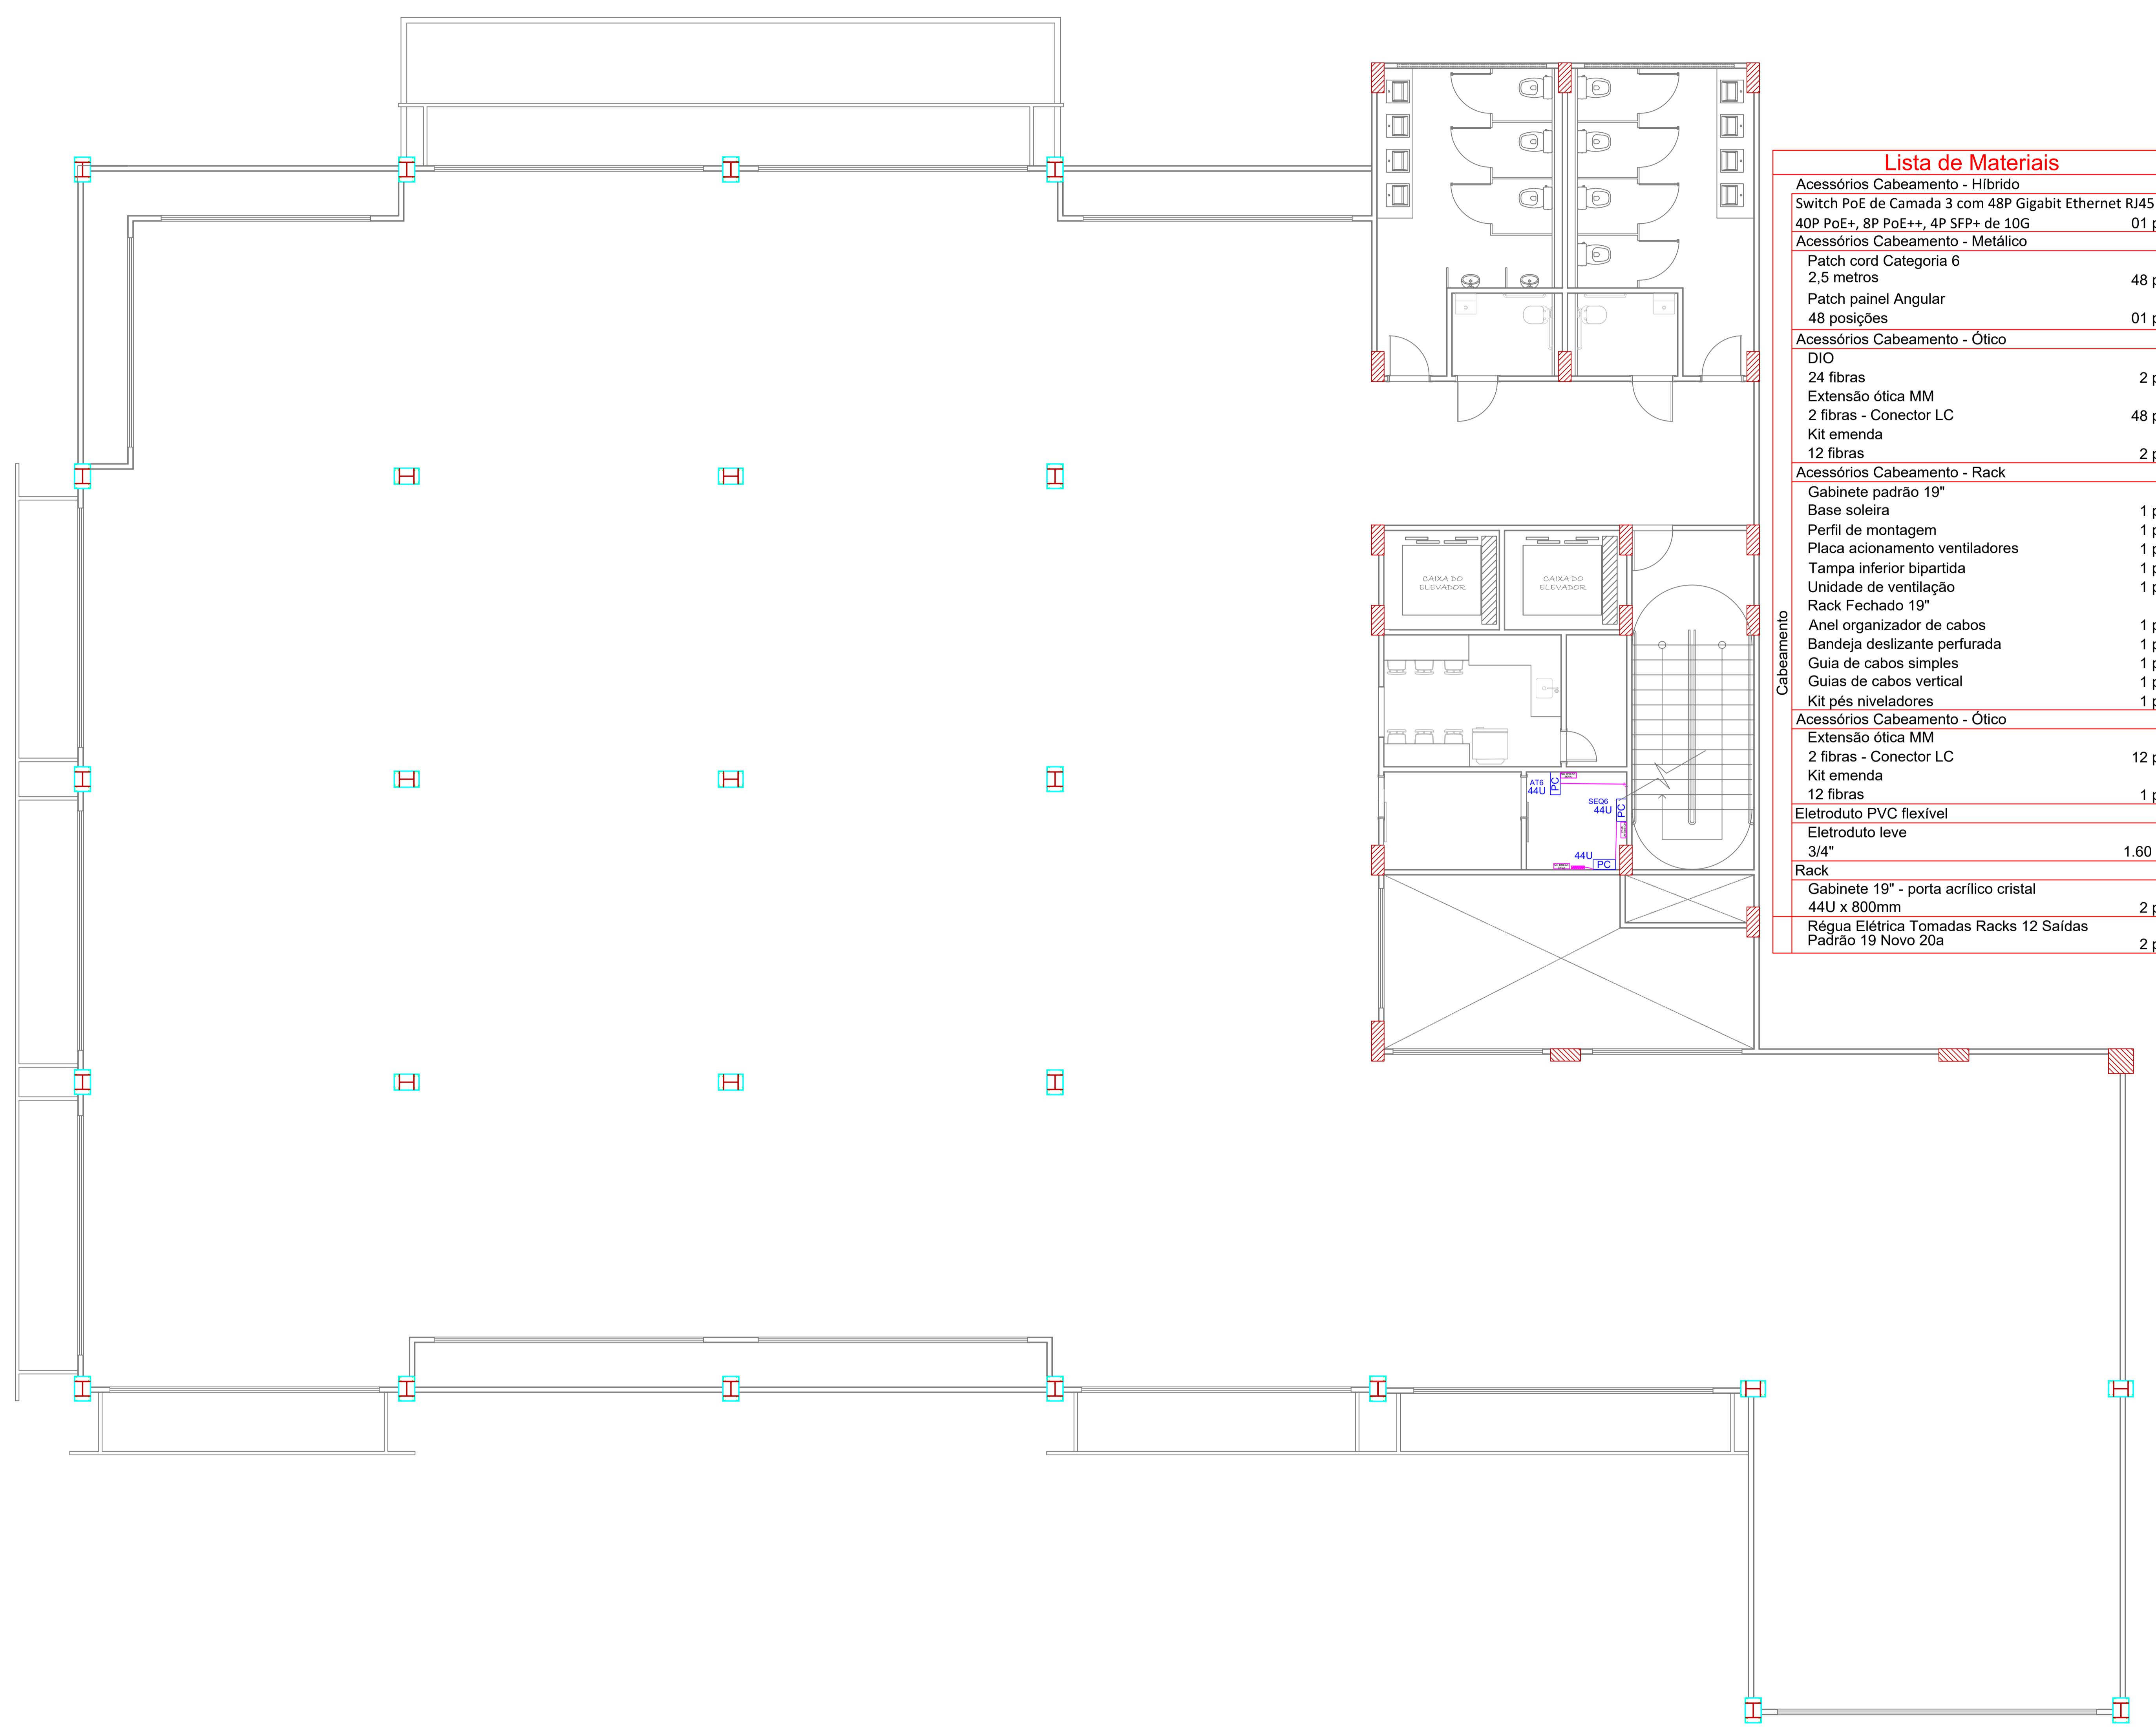 Lista de Materiais
Acessórios Cabeamento - Híbrido
Switch PoE de Camada 3 com 48P Gigabit Ethernet RJ45
40P PoE+, 8P PoE++, 4P SFP+ de 10G 01 p
Acessórios Cabeamento - Metálico
Patch cord Categoria 6
2,5 metros 48 p
Patch painel Angular
48 posições 01 p
Acessórios Cabeamento - Ótico
DIO
24 fibras 2 p
Extensão ótica MM
2 fibras - Conector LC 48 p
Kit emenda
12 fibras 2 p
Acessórios Cabeamento - Rack
Gabinete padrão 19"
Base soleira 1 p
Perfil de montagem 1 p
Placa acionamento ventiladores 1 p
Tampa inferior bipartida 1 p
Unidade de ventilação 1 p
Rack Fechado 19"
Anel organizador de cabos 1 p
Bandeja deslizante perfurada 1 p
Guia de cabos simples 1 p
Guias de cabos vertical 1 p
Kit pés niveladores 1 p
Acessórios Cabeamento - Ótico
Extensão ótica MM
2 fibras - Conector LC 12 p
Kit emenda
12 fibras 1 p
Eletroduto PVC flexível
Eletroduto leve
3/4" 1.60
Rack
Gabinete 19" - porta acrílico cristal
44U x 800mm 2 p
Régua Elétrica Tomadas Racks 12 Saídas
Padrão 19 Novo 20a 2 p
Cabeamento
CAIXA DO
ELEVADOR
CAIXA DO
ELEVADOR
AT6
44U
PC
SEQ6
44U
PC
44U
PC